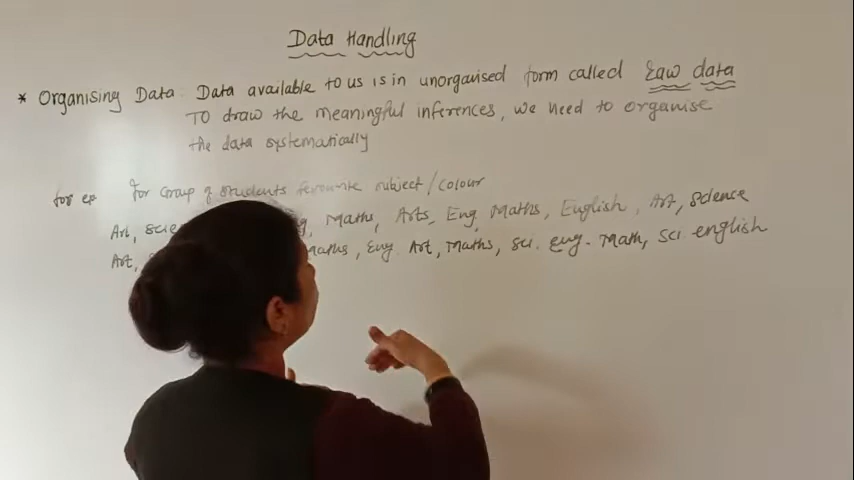 Data Handling
* Organising Data : Data available to us is in unorganised form called raw data
To draw the meaningful inferences, we need to organise
the data systematically
for ex for Group of students favourite subject/colour
Art, Maths, Arts, Eng, Maths, English, Art, Science
Art, Maths, Eng. Art, Maths, Sci. Eng. Math, Sci english